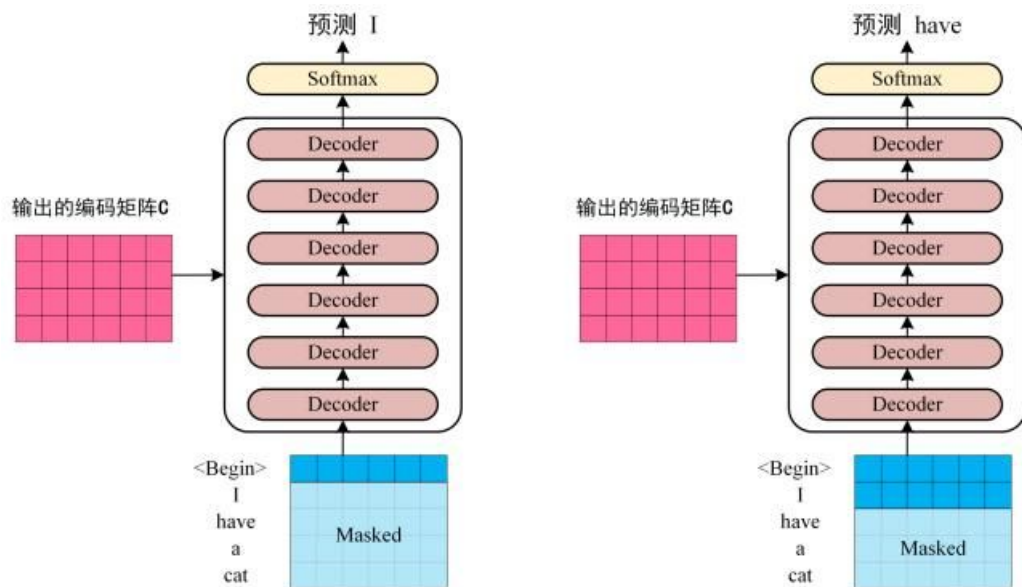 预测 I
Softmax
Decoder
Decoder
Decoder
Decoder
Decoder
Decoder
输出的编码矩阵C
<Begin>
I
have
a
cat
Masked
预测 have
Softmax
Decoder
Decoder
Decoder
Decoder
Decoder
Decoder
输出的编码矩阵C
<Begin>
I
have
a
cat
Masked